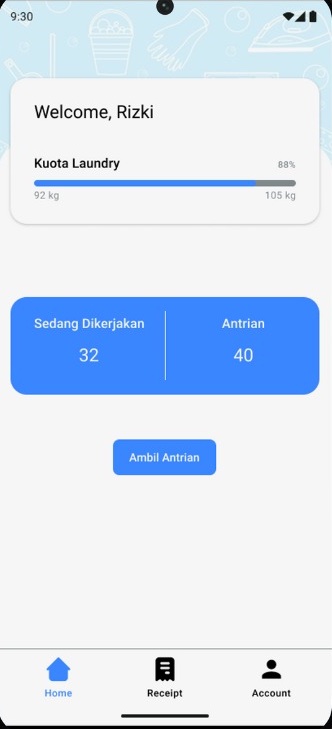 9:30
Welcome, Rizki
Kuota Laundry 88%
92 kg 105 kg
Sedang Dikerjakan Antrian
32 40
Ambil Antrian
Home Receipt Account